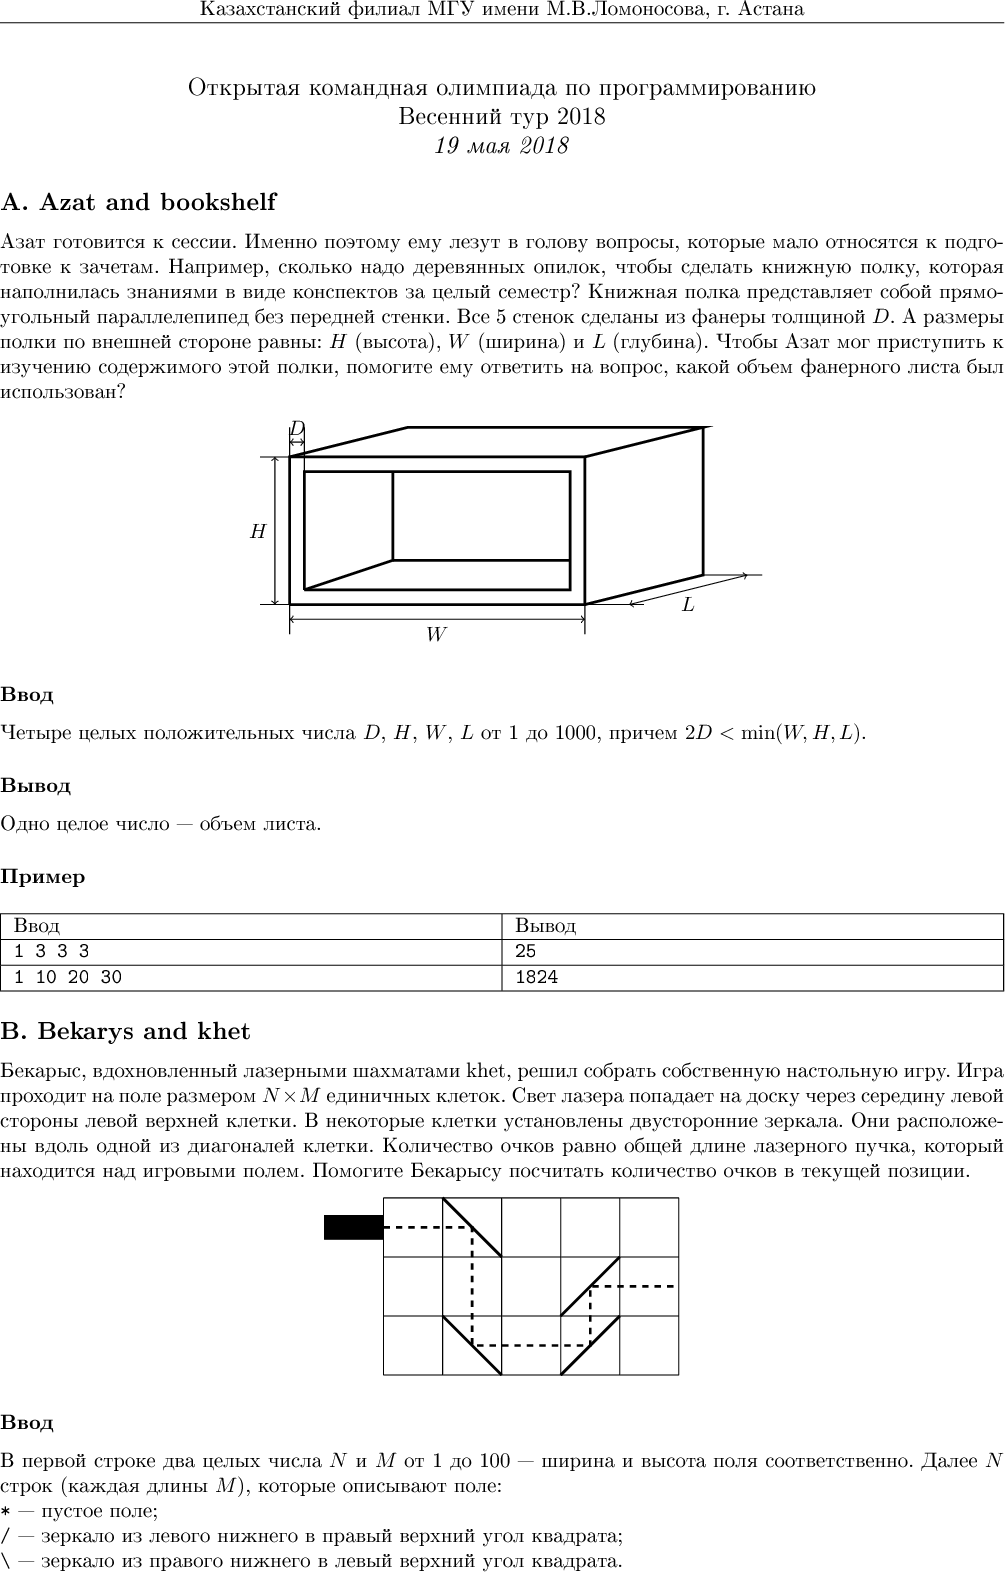 Казахстанский филиал МГУ имени М.В.Ломоносова, г. Астана
Открытая командная олимпиада по программированию
Весенний тур 2018
19 мая 2018
A. Azat and bookshelf
Азат готовится к сессии. Именно поэтому ему лезут в голову вопросы, которые мало относятся к подго-
товке к зачетам. Например, сколько надо деревянных опилок, чтобы сделать книжную полку, которая
наполнилась знаниями в виде конспектов за целый семестр? Книжная полка представляет собой прямо-
угольный параллелепипед без передней стенки. Все 5 стенок сделаны из фанеры толщиной D. А размеры
полки по внешней стороне равны: H (высота), W (ширина) и L (глубина). Чтобы Азат мог приступить к
изучению содержимого этой полки, помогите ему ответить на вопрос, какой объем фанерного листа был
использован?
D
H
L
W
Ввод
Четыре целых положительных числа D, H, W, L от 1 до 1000, причем 2D < min(W, H, L).
Вывод
Одно целое число — объем листа.
Пример
Ввод Вывод
1 3 3 3 25
1 10 20 30 1824
B. Bekarys and khet
Бекарыс, вдохновленный лазерными шахматами khet, решил собрать собственную настольную игру. Игра
проходит на поле размером N×M единичных клеток. Свет лазера попадает на доску через середину левой
стороны левой верхней клетки. В некоторые клетки установлены двусторонние зеркала. Они расположе-
ны вдоль одной из диагоналей клетки. Количество очков равно общей длине лазерного пучка, который
находится над игровыми полем. Помогите Бекарысу посчитать количество очков в текущей позиции.
Ввод
В первой строке два целых числа N и M от 1 до 100 — ширина и высота поля соответственно. Далее N
строк (каждая длины M), которые описывают поле:
* — пустое поле;
/ — зеркало из левого нижнего в правый верхний угол квадрата;
\ — зеркало из правого нижнего в левый верхний угол квадрата.